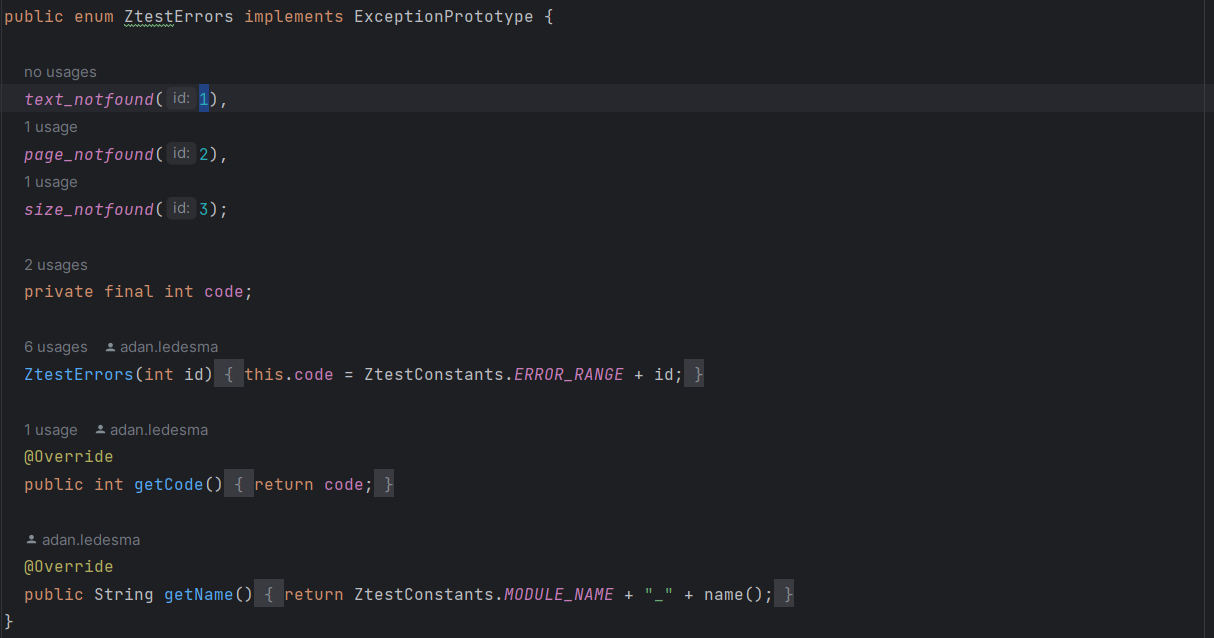 public enum ZtestErrors implements ExceptionPrototype {
no usages
text_notfound( id: 1),
1 usage
page_notfound( id: 2),
1 usage
size_notfound( id: 3);
2 usages
private final int code;
6 usages adan.ledesma
ZtestErrors(int id) { this.code = ZtestConstants.ERROR_RANGE + id; }
1 usage adan.ledesma
@Override
public int getCode() { return code; }
adan.ledesma
@Override
public String getName() { return ZtestConstants.MODULE_NAME + "_" + name(); }
}